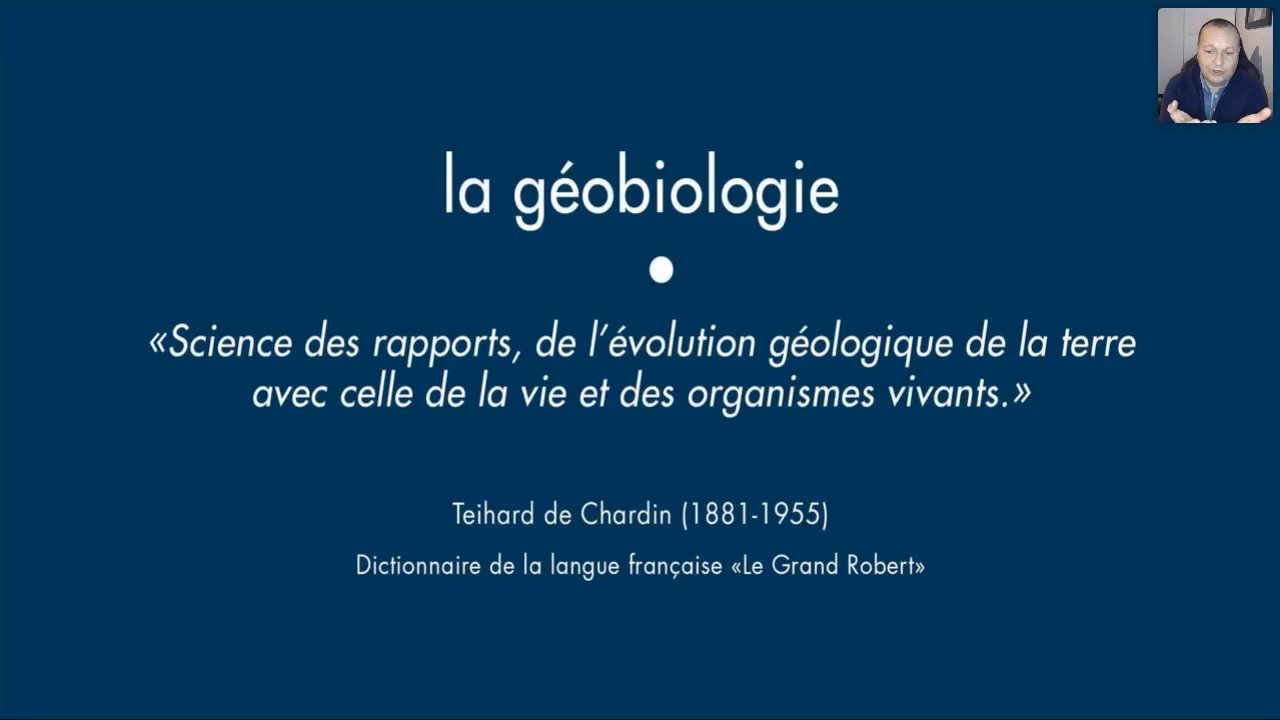 la géobiologie
«Science des rapports, de l’évolution géologique de la terre
avec celle de la vie et des organismes vivants.»
Teihard de Chardin (1881-1955)
Dictionnaire de la langue française «Le Grand Robert»